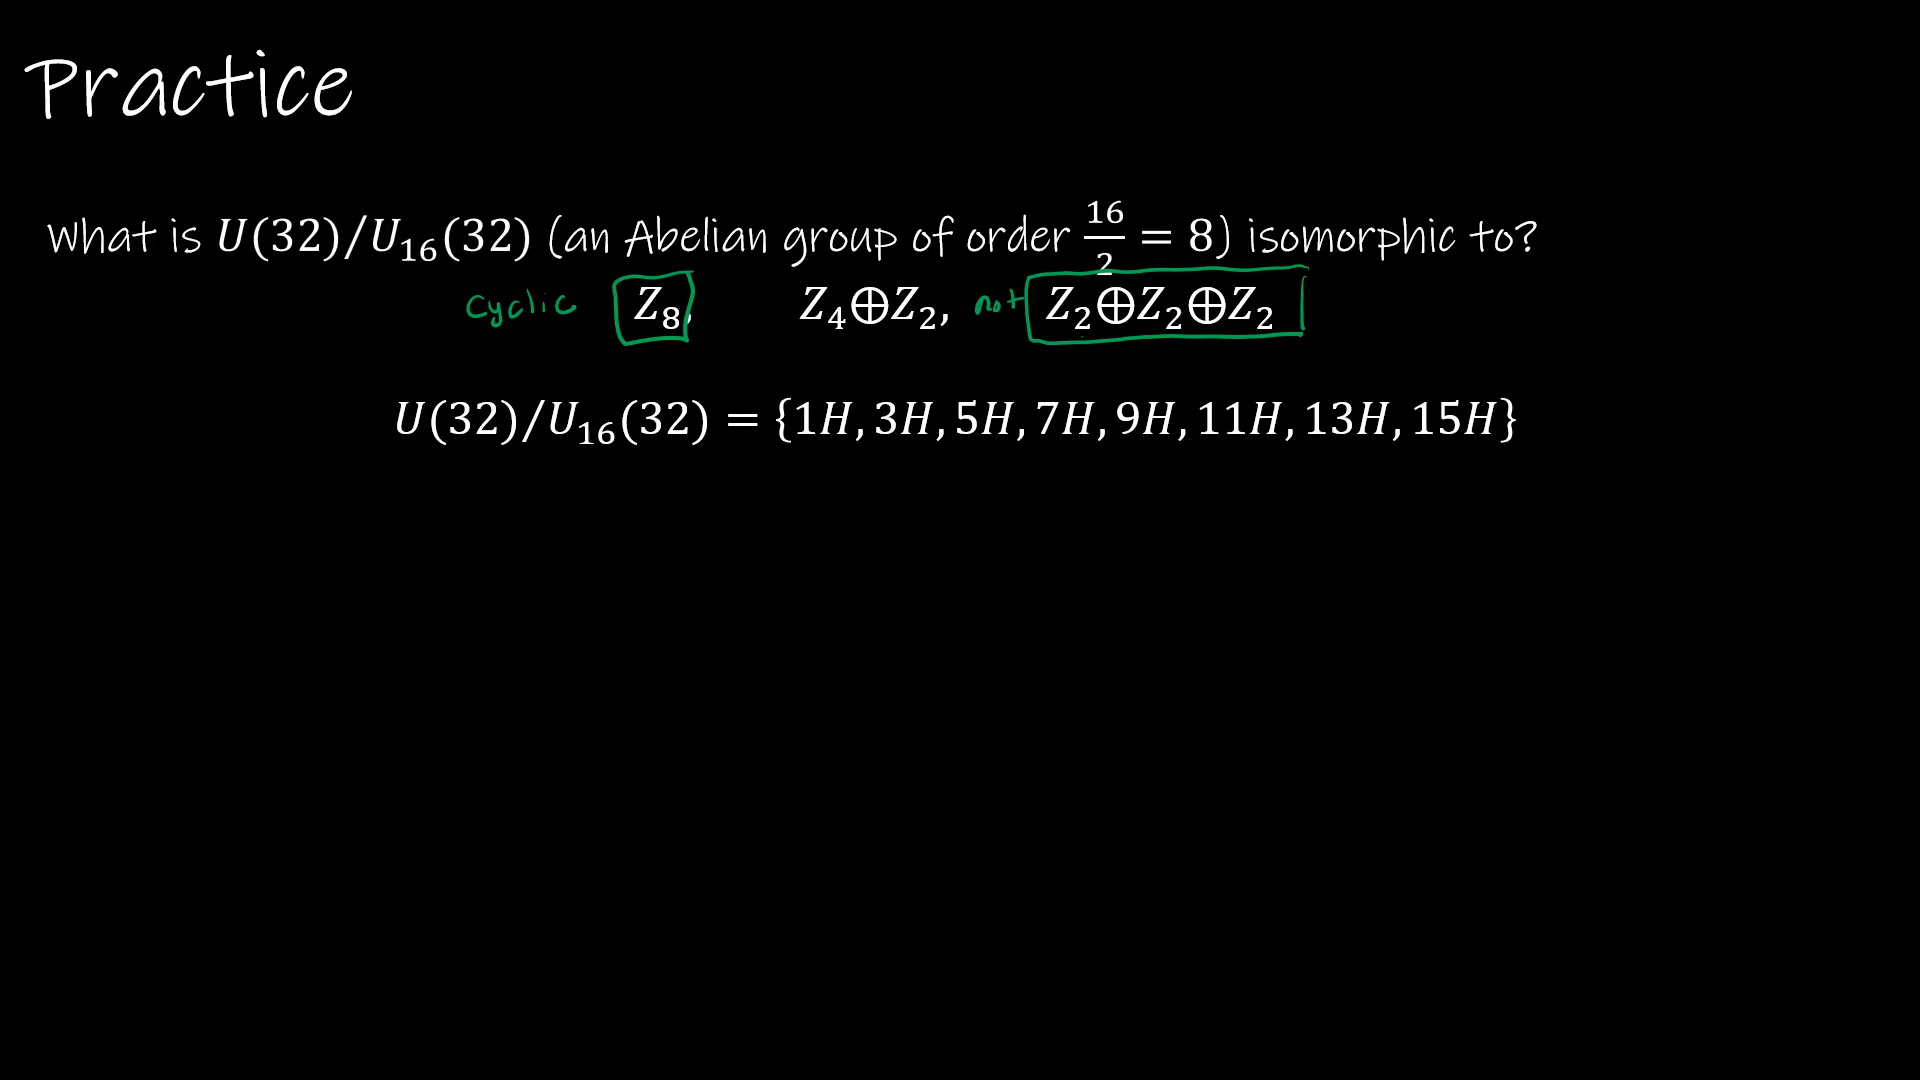 Practice
What is U(32)/U₁₆(32) (an Abelian group of order 16/2 = 8) isomorphic to?
cyclic Z₈, Z₄⊕Z₂, not Z₂⊕Z₂⊕Z₂
U(32)/U₁₆(32) = {1H, 3H, 5H, 7H, 9H, 11H, 13H, 15H}